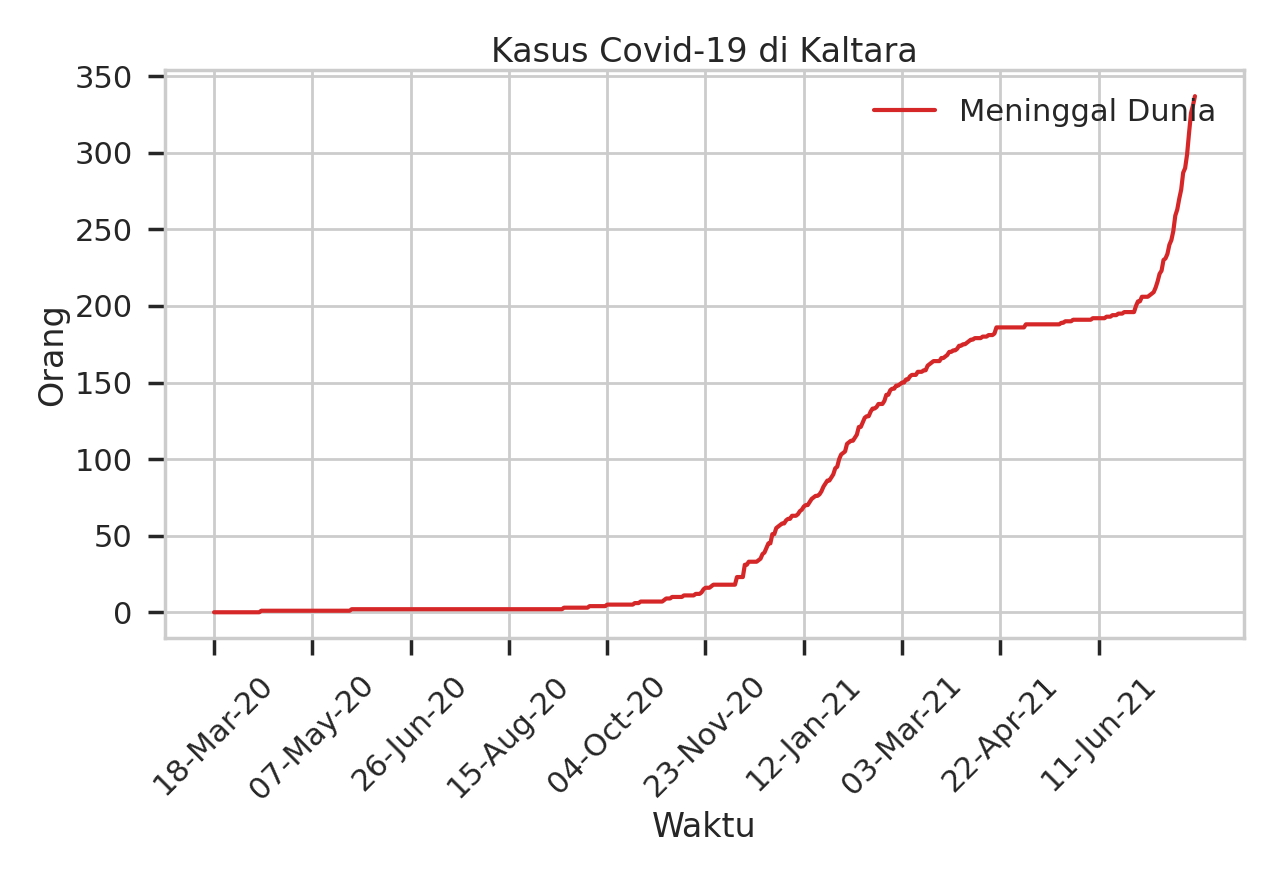 Kasus Covid-19 di Kaltara
Meninggal Dunia
Orang
350
300
250
200
150
100
50
0
18-Mar-20
07-May-20
26-Jun-20
15-Aug-20
04-Oct-20
23-Nov-20
12-Jan-21
03-Mar-21
22-Apr-21
11-Jun-21
Waktu